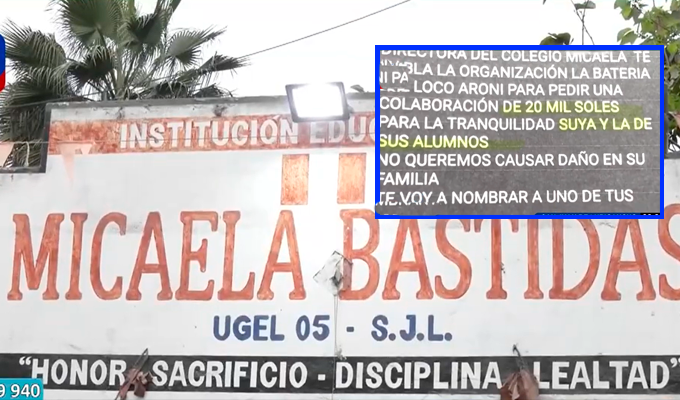 DIRECTORA DEL COLEGIO MICAELA TE
LA ORGANIZACIÓN LA BATERIA
LOCO ARONI PARA PEDIR UNA
COLABORACIÓN DE 20 MIL SOLES
PARA LA TRANQUILIDAD SUYA Y LA DE
SUS ALUMNOS
NO QUEREMOS CAUSAR DAÑO EN SU
FAMILIA
TE VOY A NOMBRAR A UNO DE TUS
INSTITUCIÓN
MICAELA BASTIDAS
UGEL 05 - S.J.L.
"HONOR - SACRIFICIO - DISCIPLINA - LEALTAD"
9 940